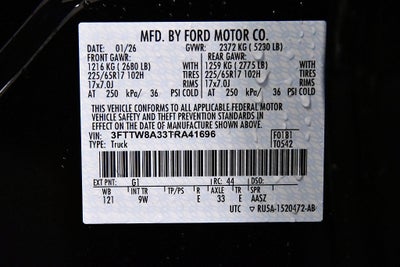 MFD. BY FORD MOTOR CO.
DATE: 01/26 GVWR: 2372 KG ( 5230 LB)
FRONT GAWR: REAR GAWR:
1216 KG ( 2680 LB) WITH 1259 KG ( 2775 LB) WITH
225/65R17 102H TIRES 225/65R17 102H TIRES
17x7.0J RIMS 17x7.0J RIMS
AT 250 kPa/ 36 PSI COLD AT 250 kPa/ 36 PSI COLD
THIS VEHICLE CONFORMS TO ALL APPLICABLE FEDERAL MOTOR
VEHICLE SAFETY AND THEFT PREVENTION STANDARDS IN
EFFECT ON THE DATE OF MANUFACTURE SHOWN ABOVE.
VIN: 3FTTW8A33TRA41696 F01B1
TYPE: Truck T0542
EXT PNT: G1 RC: 44 DSO:
WB INT TR TP/PS R AXLE TR SPR
121 9W E 33 E AASZ
UTC RU5A-1520472-AB